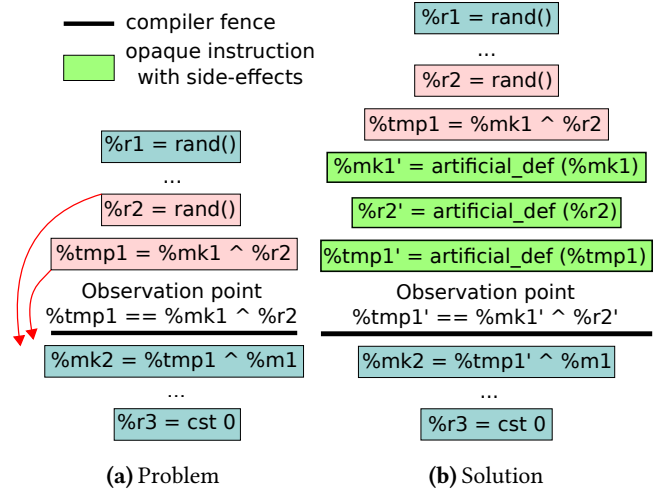 compiler fence
opaque instruction
with side-effects
%r1 = rand()
...
%r2 = rand()
%tmp1 = %mk1 ^ %r2
Observation point
%tmp1 == %mk1 ^ %r2
%mk2 = %tmp1 ^ %m1
...
%r3 = cst 0
(a) Problem
%r1 = rand()
...
%r2 = rand()
%tmp1 = %mk1 ^ %r2
%mk1' = artificial_def (%mk1)
%r2' = artificial_def (%r2)
%tmp1' = artificial_def (%tmp1)
Observation point
%tmp1' == %mk1' ^ %r2'
%mk2 = %tmp1' ^ %m1
...
%r3 = cst 0
(b) Solution